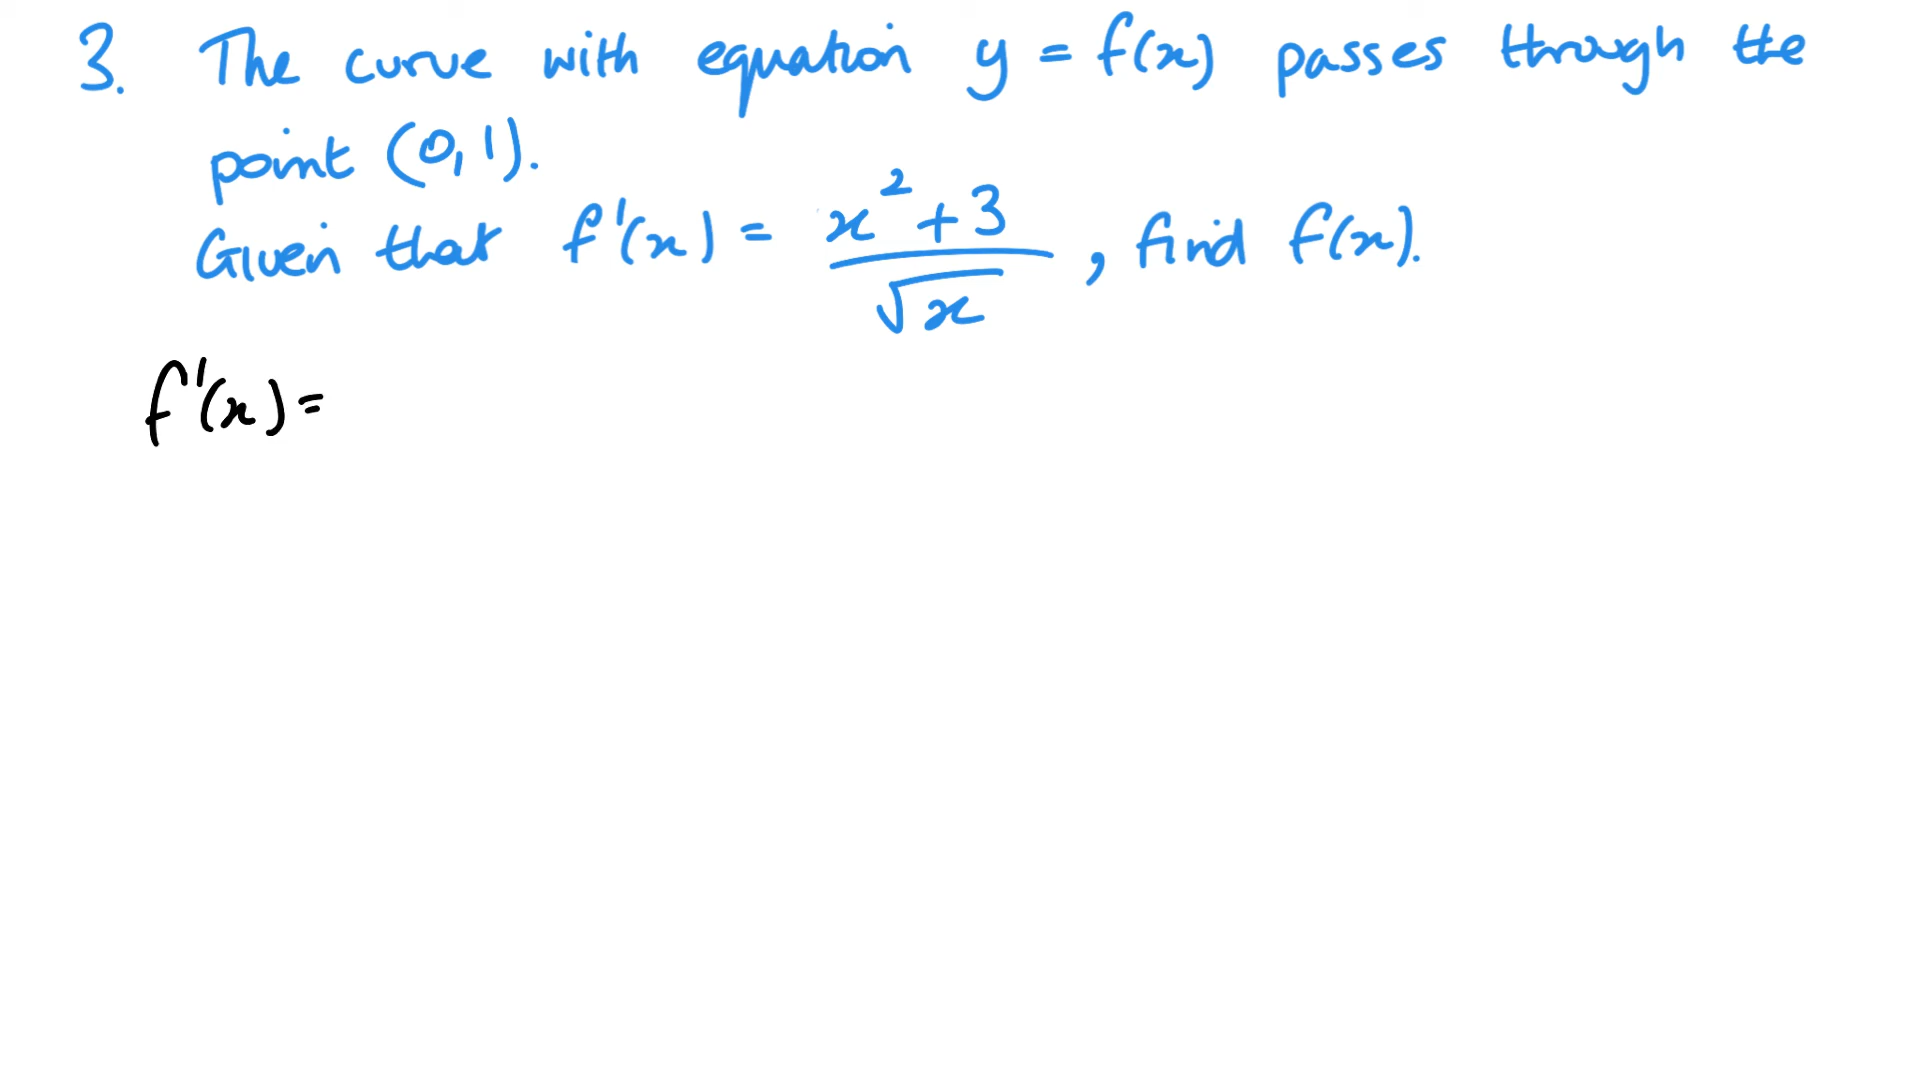 3. The curve with equation y = f(x) passes through the
point (0,1).
Given that f'(x) = x²+3/√x, find f(x).
f'(x)=